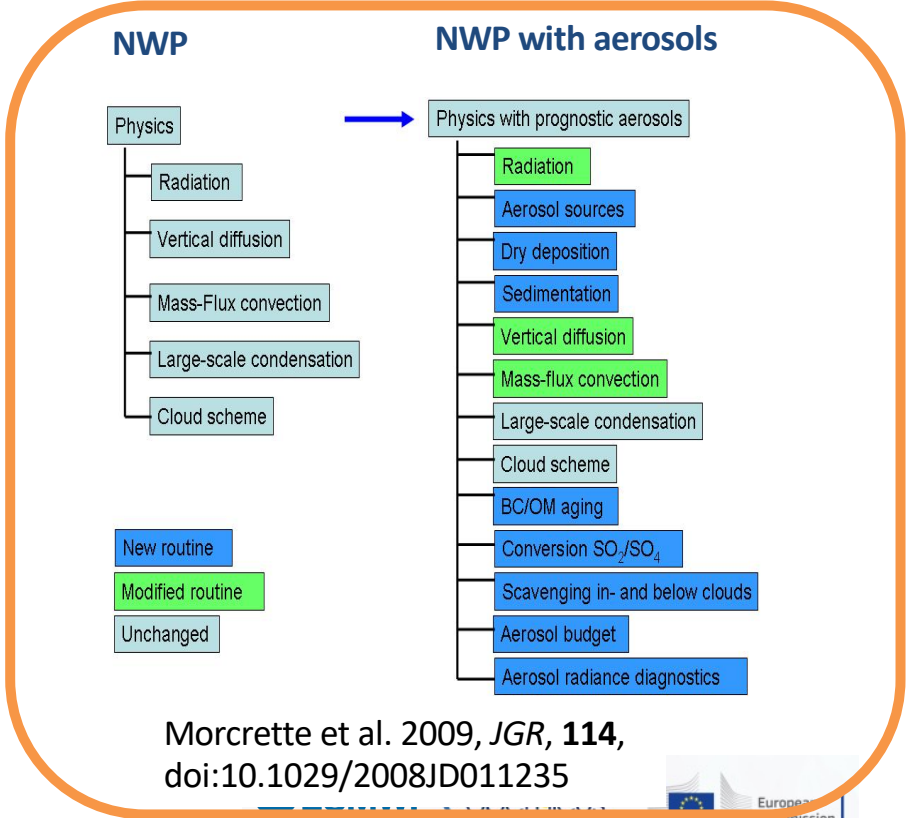 NWP
NWP with aerosols
Physics
Radiation
Vertical diffusion
Mass-Flux convection
Large-scale condensation
Cloud scheme
Physics with prognostic aerosols
Radiation
Aerosol sources
Dry deposition
Sedimentation
Vertical diffusion
Mass-flux convection
Large-scale condensation
Cloud scheme
BC/OM aging
Conversion SO₂/SO₄
Scavenging in- and below clouds
Aerosol budget
Aerosol radiance diagnostics
New routine
Modified routine
Unchanged
Morcrette et al. 2009, JGR, 114,
doi:10.1029/2008JD011235